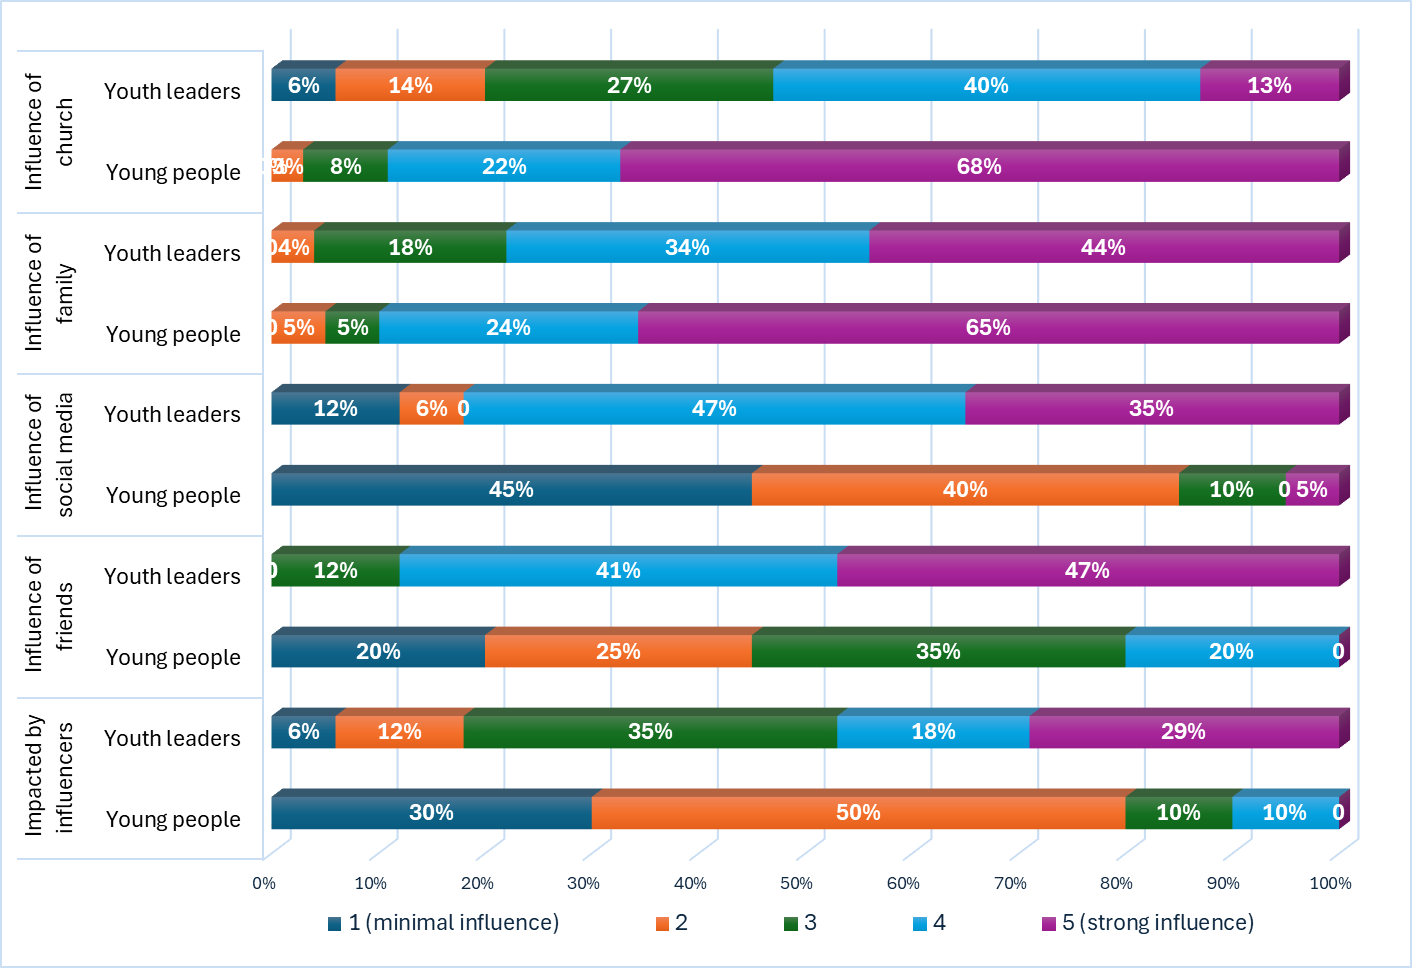 Influence of
church
Youth leaders
6% 14% 27% 40% 13%
Young people
8% 22% 68%
Influence of
family
Youth leaders
04% 18% 34% 44%
Young people
0 5% 5% 24% 65%
Influence of
social media
Youth leaders
12% 6% 0 47% 35%
Young people
45% 40% 10% 0 5%
Influence of
friends
Youth leaders
0 12% 41% 47%
Young people
20% 25% 35% 20% 0
Impacted by
influencers
Youth leaders
6% 12% 35% 18% 29%
Young people
30% 50% 10% 10% 0
0% 10% 20% 30% 40% 50% 60% 70% 80% 90% 100%
1 (minimal influence) 2 3 4 5 (strong influence)